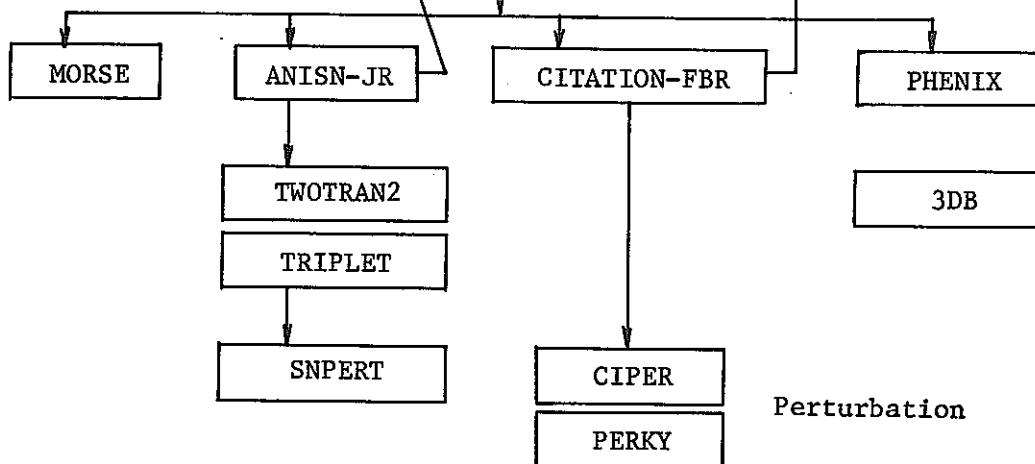 MORSE
ANISN-JR
CITATION-FBR
PHENIX
TWOTRAN2
3DB
TRIPLET
SNPERT
CIPER
Perturbation
PERKY